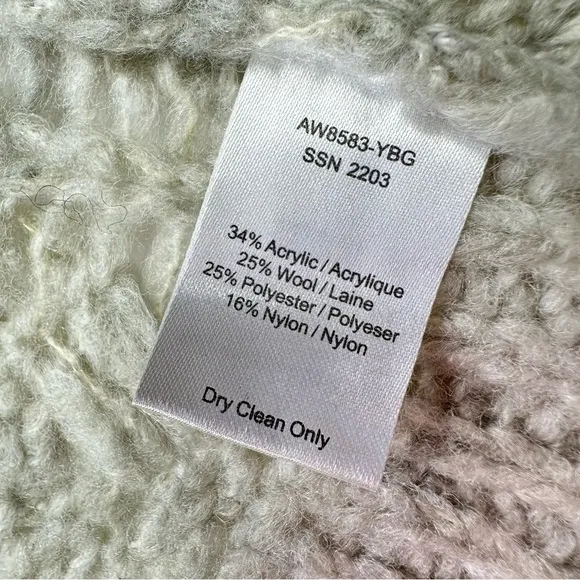 AW8583-YBG
SSN 2203
34% Acrylic / Acrylique
25% Wool / Laine
25% Polyester / Polyeser
16% Nylon / Nylon
Dry Clean Only